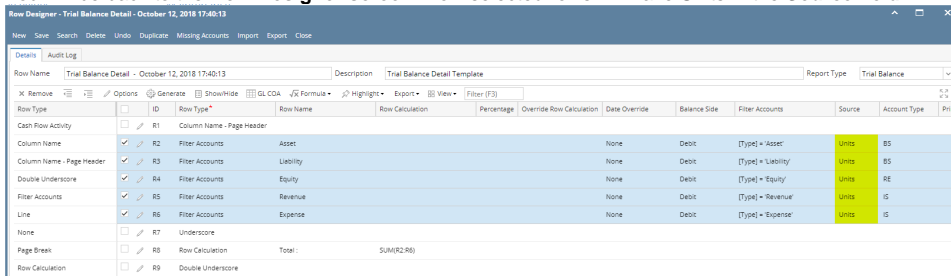 Row Designer - Trial Balance Detail - October 12, 2018 17:40:13
New Save Search Delete Undo Duplicate Missing Accounts Import Export Close
Details Audit Log
Row Name Trial Balance Detail - October 12, 2018 17:40:13 Description Trial Balance Detail Template Report Type Trial Balance
Remove Options Generate Show/Hide GL COA Formula Highlight Export View Filter (F3)
Row Type ID Row Type* Row Name Row Calculation Percentage Override Row Calculation Date Override Balance Side Filter Accounts Source Account Type Pri
Cash Flow Activity R1 Column Name - Page Header
Column Name R2 Filter Accounts Asset None Debit [Type] = 'Asset' Units BS
Column Name - Page Header R3 Filter Accounts Liability None Debit [Type] = 'Liability' Units BS
Double Underscore R4 Filter Accounts Equity None Debit [Type] = 'Equity' Units RE
Filter Accounts R5 Filter Accounts Revenue None Debit [Type] = 'Revenue' Units IS
Line R6 Filter Accounts Expense None Debit [Type] = 'Expense' Units IS
None R7 Underscore
Page Break R8 Row Calculation Total : SUM(R2:R6)
Row Calculation R9 Double Underscore